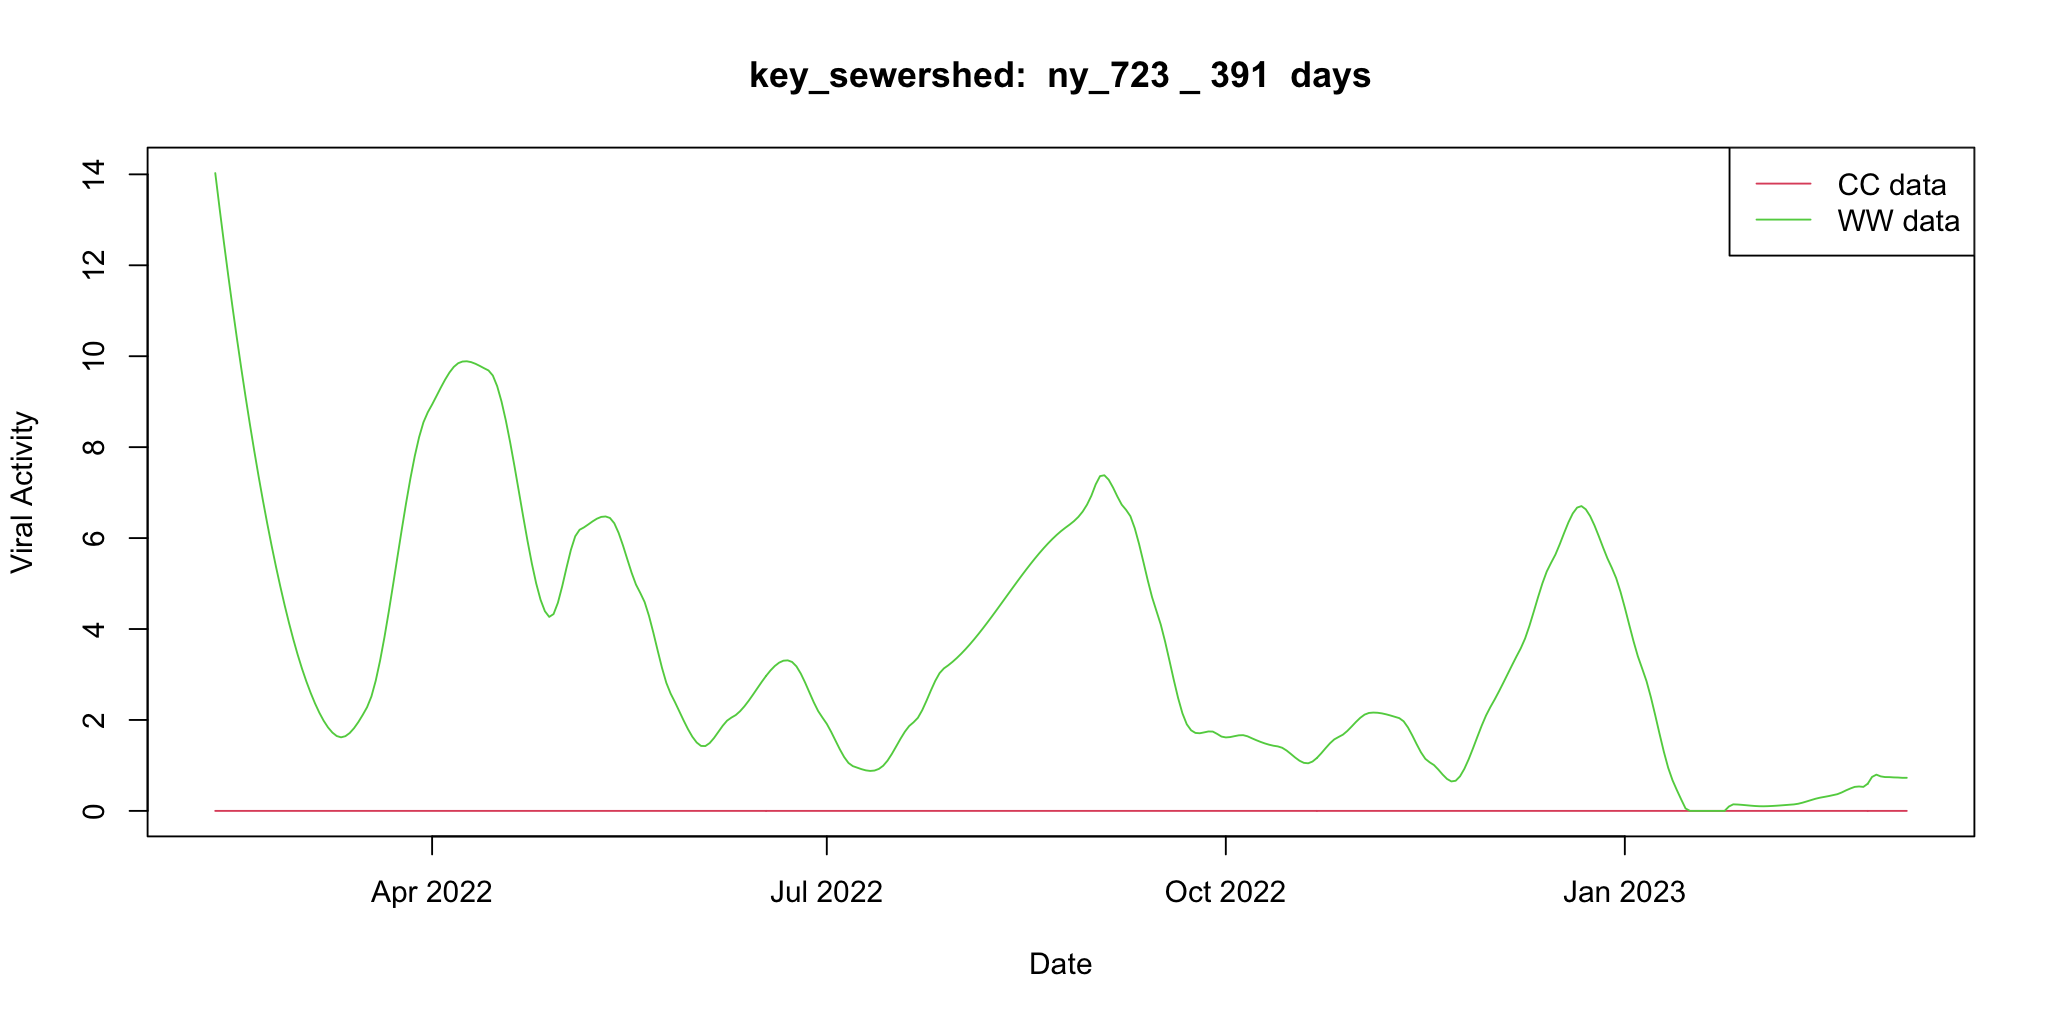 key_sewershed:  ny_723 _ 391  days
CC data
WW data
Viral Activity
14
12
10
8
6
4
2
0
Apr 2022
Jul 2022
Oct 2022
Jan 2023
Date